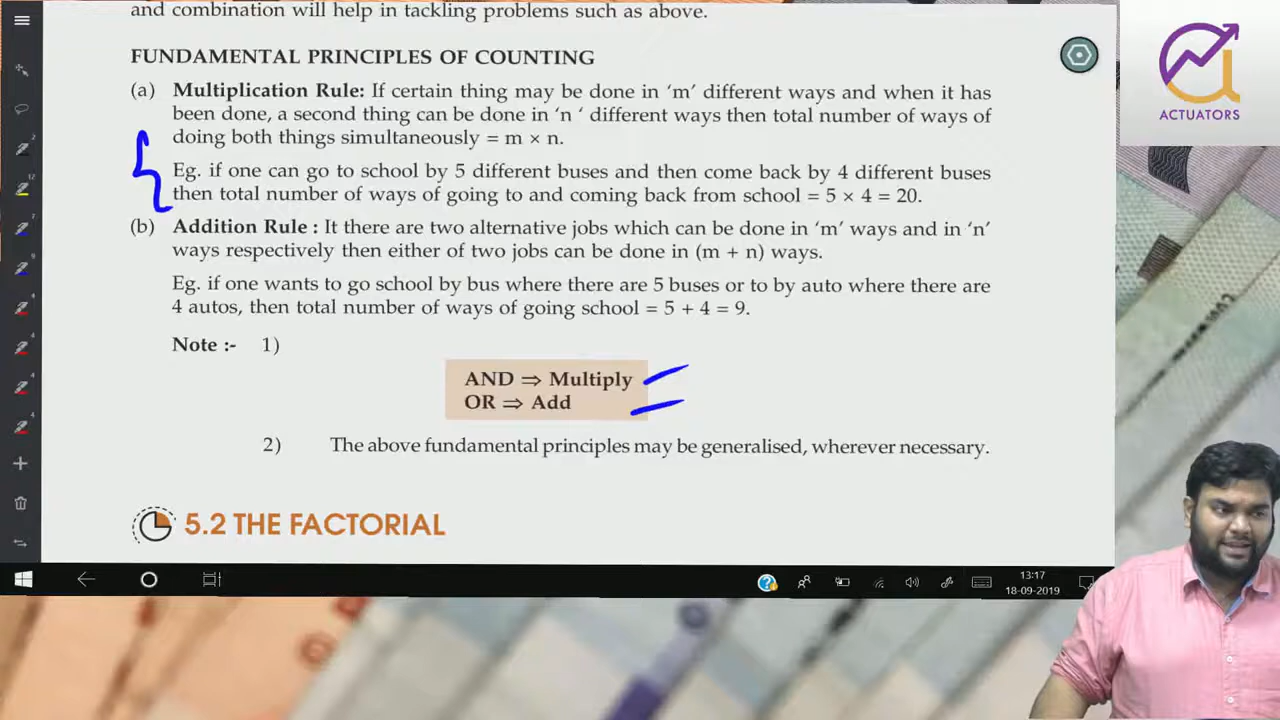 and combination will help in tackling problems such as above.
FUNDAMENTAL PRINCIPLES OF COUNTING
(a) Multiplication Rule: If certain thing may be done in ‘m’ different ways and when it has
been done, a second thing can be done in ‘n ‘ different ways then total number of ways of
doing both things simultaneously = m × n.
Eg. if one can go to school by 5 different buses and then come back by 4 different buses
then total number of ways of going to and coming back from school = 5 × 4 = 20.
(b) Addition Rule : It there are two alternative jobs which can be done in ‘m’ ways and in ‘n’
ways respectively then either of two jobs can be done in (m + n) ways.
Eg. if one wants to go school by bus where there are 5 buses or to by auto where there are
4 autos, then total number of ways of going school = 5 + 4 = 9.
Note :- 1)
AND ⇒ Multiply
OR ⇒ Add
2) The above fundamental principles may be generalised, wherever necessary.
5.2 THE FACTORIAL
ACTUATORS
13:17
18-09-2019